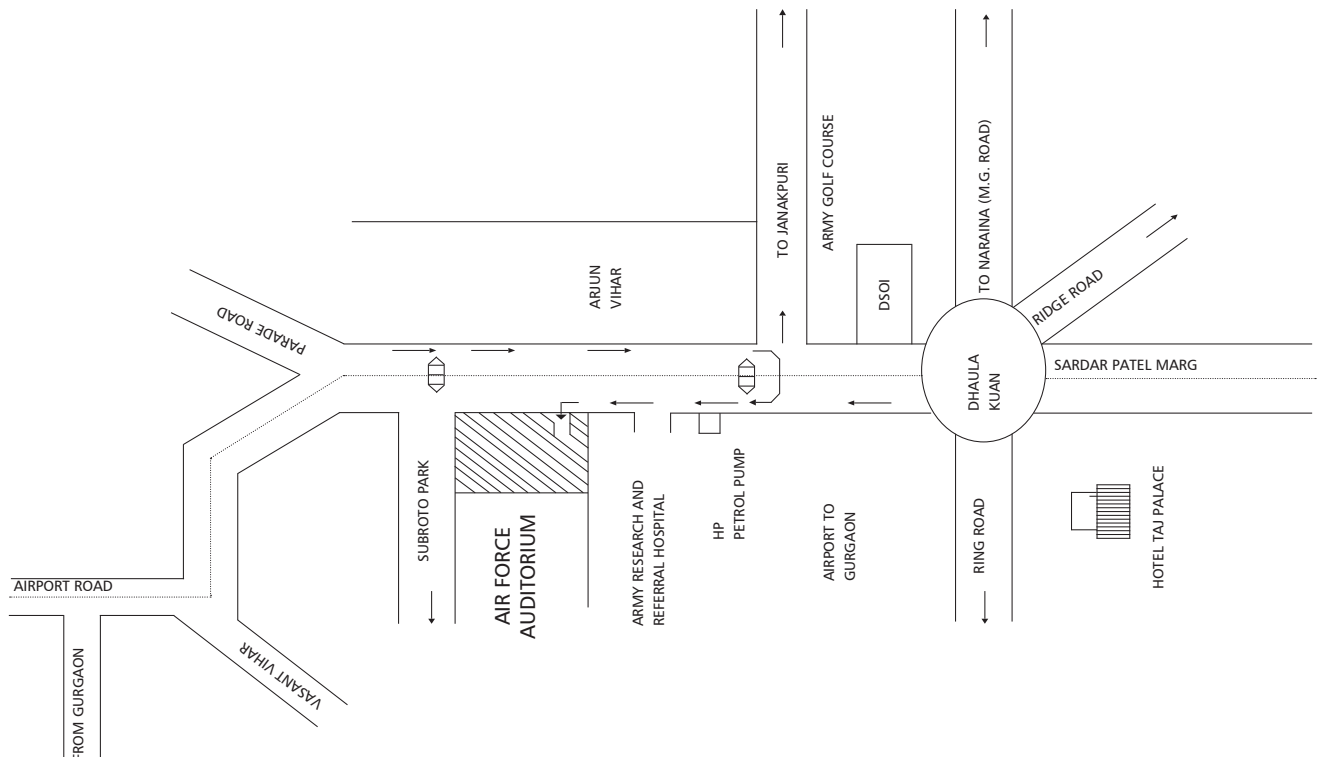 TO JANAKPURI
ARMY GOLF COURSE
TO NARAINA (M.G. ROAD)
RIDGE ROAD
ARJUN
VIHAR
DSOI
PARADE ROAD
DHAULA
KUAN
SARDAR PATEL MARG
SUBROTO PARK
AIR FORCE
AUDITORIUM
ARMY RESEARCH AND
REFERRAL HOSPITAL
HP
PETROL PUMP
AIRPORT TO
GURGAON
RING ROAD
HOTEL TAJ PALACE
AIRPORT ROAD
VASANT VIHAR
FROM GURGAON